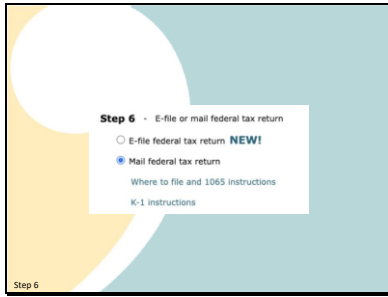 Step 6 - E-file or mail federal tax return
E-file federal tax return NEW!
Mail federal tax return
Where to file and 1065 instructions
K-1 instructions
Step 6